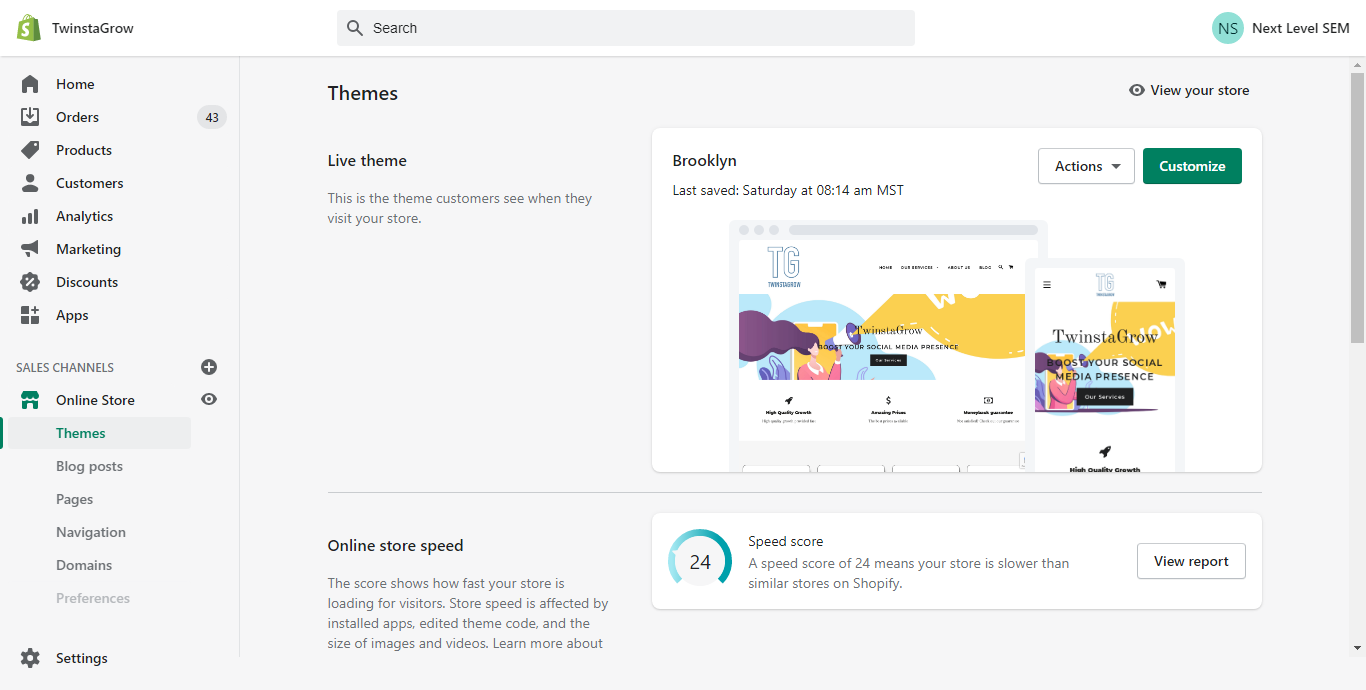 TwinstaGrow
Search
NS
Next Level SEM
Home
Orders
43
Products
Customers
Analytics
Marketing
Discounts
Apps
SALES CHANNELS
Online Store
Themes
Blog posts
Pages
Navigation
Domains
Preferences
Settings
Themes
View your store
Live theme
This is the theme customers see when they
visit your store.
Brooklyn
Last saved: Saturday at 08:14 am MST
Actions
Customize
TG
TWINSTAGROW
HOME OUR SERVICES ABOUT US BLOG
WO
TwinstaGrow
BOOST YOUR SOCIAL MEDIA PRESENCE
Our Services
High Quality Growth
Amazing Prices
Moneyback guarantee
TG
TWINSTAGROW
WOW
TwinstaGrow
BOOST YOUR SOCIAL
MEDIA PRESENCE
Our Services
High Quality Growth
Online store speed
The score shows how fast your store is
loading for visitors. Store speed is affected by
installed apps, edited theme code, and the
size of images and videos. Learn more about
24
Speed score
A speed score of 24 means your store is slower than
similar stores on Shopify.
View report